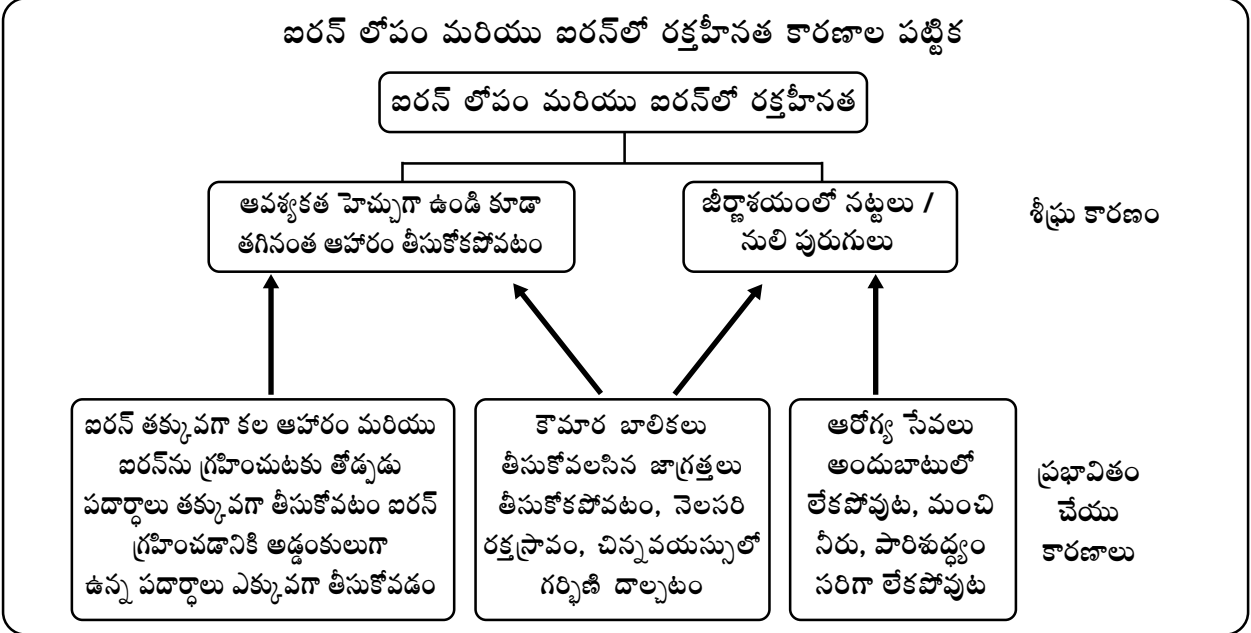 ఐరన్ లోపం మరియు ఐరన్‌లో రక్తహీనత కారణాల పట్టిక
ఐరన్ లోపం మరియు ఐరన్‌లో రక్తహీనత
ఆవశ్యకత హెచ్చుగా ఉండి కూడా
తగినంత ఆహారం తీసుకోకపోవటం
జీర్ణాశయంలో నట్టలు /
నులి పురుగులు
శీఘ్ర కారణం
ఐరన్ తక్కువగా కల ఆహారం మరియు
ఐరన్‌ను గ్రహించుటకు తోడ్పడు
పదార్థాలు తక్కువగా తీసుకోవటం ఐరన్
గ్రహించడానికి అడ్డంకులుగా
ఉన్న పదార్థాలు ఎక్కువగా తీసుకోవడం
కౌమార బాలికలు
తీసుకోవలసిన జాగ్రత్తలు
తీసుకోకపోవటం, నెలసరి
రక్తస్రావం, చిన్నవయస్సులో
గర్భిణి దాల్చటం
ఆరోగ్య సేవలు
అందుబాటులో
లేకపోవుట, మంచి
నీరు, పారిశుద్ధ్యం
సరిగా లేకపోవుట
ప్రభావితం
చేయు
కారణాలు